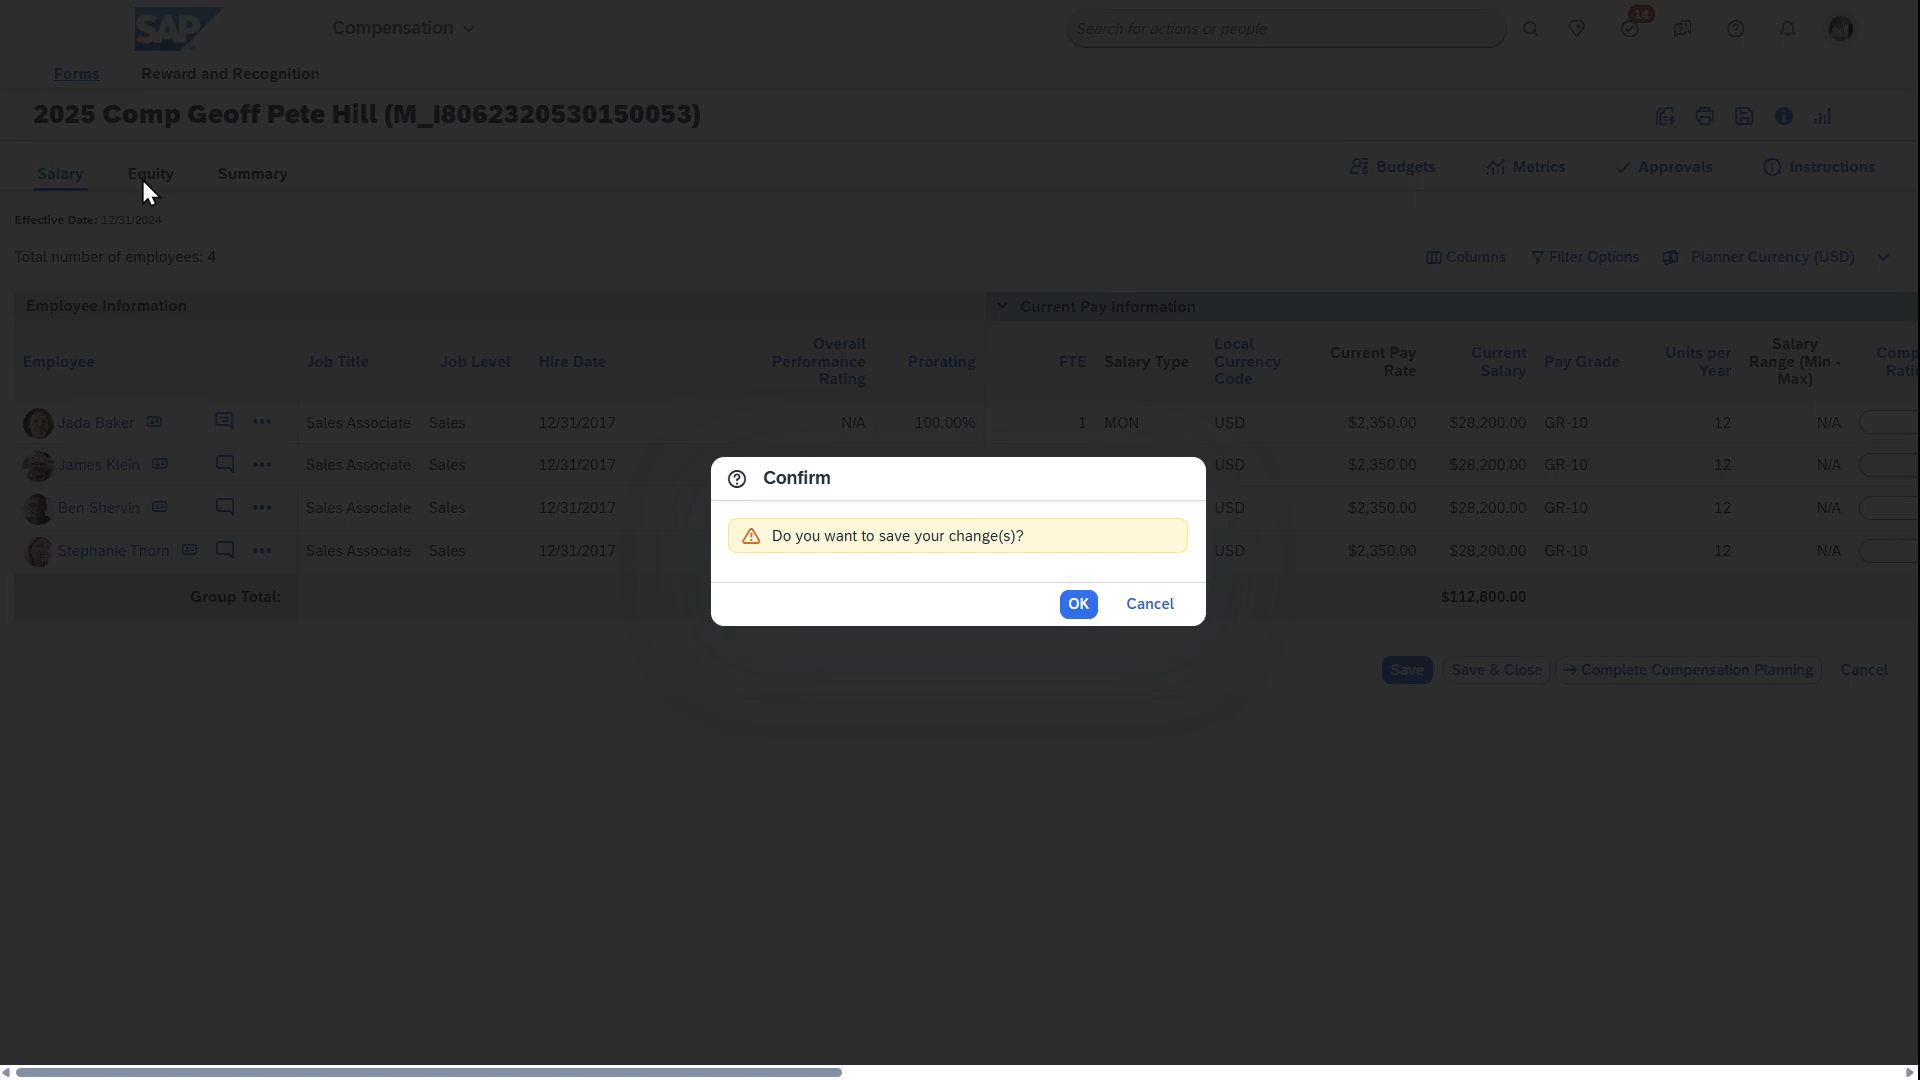 SAP
Compensation
Search for actions or people
14
Forms
Reward and Recognition
2025 Comp Geoff Pete Hill (M_I8062320530150053)
Salary
Equity
Summary
Budgets
Metrics
Approvals
Instructions
Effective Date: 12/31/2024
Total number of employees: 4
Columns
Filter Options
Planner Currency (USD)
Employee Information
Current Pay Information
Employee
Job Title
Job Level
Hire Date
Overall Performance Rating
Prorating
FTE
Salary Type
Local Currency Code
Current Pay Rate
Current Salary
Pay Grade
Units per Year
Salary Range (Min - Max)
Jada Baker Sales Associate Sales 12/31/2017 N/A 100.00% 1 MON USD $2,350.00 $28,200.00 GR-10 12 N/A
James Klein Sales Associate Sales 12/31/2017 USD $2,350.00 $28,200.00 GR-10 12 N/A
Ben Shervin Sales Associate Sales 12/31/2017 USD $2,350.00 $28,200.00 GR-10 12 N/A
Stephanie Thorn Sales Associate Sales 12/31/2017 USD $2,350.00 $28,200.00 GR-10 12 N/A
Group Total: $112,800.00
Confirm
Do you want to save your change(s)?
OK
Cancel
Save
Save & Close
→ Complete Compensation Planning
Cancel